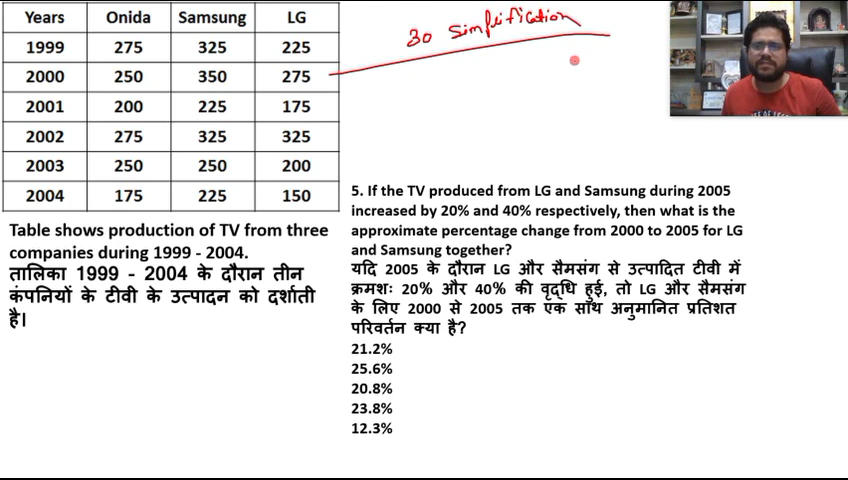 Years Onida Samsung LG
1999 275 325 225
2000 250 350 275
2001 200 225 175
2002 275 325 325
2003 250 250 200
2004 175 225 150
Table shows production of TV from three
companies during 1999 - 2004.
तालिका 1999 - 2004 के दौरान तीन
कंपनियों के टीवी के उत्पादन को दर्शाती
है।
30 Simplification
5. If the TV produced from LG and Samsung during 2005
increased by 20% and 40% respectively, then what is the
approximate percentage change from 2000 to 2005 for LG
and Samsung together?
यदि 2005 के दौरान LG और सैमसंग से उत्पादित टीवी में
क्रमशः 20% और 40% की वृद्धि हुई, तो LG और सैमसंग
के लिए 2000 से 2005 तक एक साथ अनुमानित प्रतिशत
परिवर्तन क्या है?
21.2%
25.6%
20.8%
23.8%
12.3%